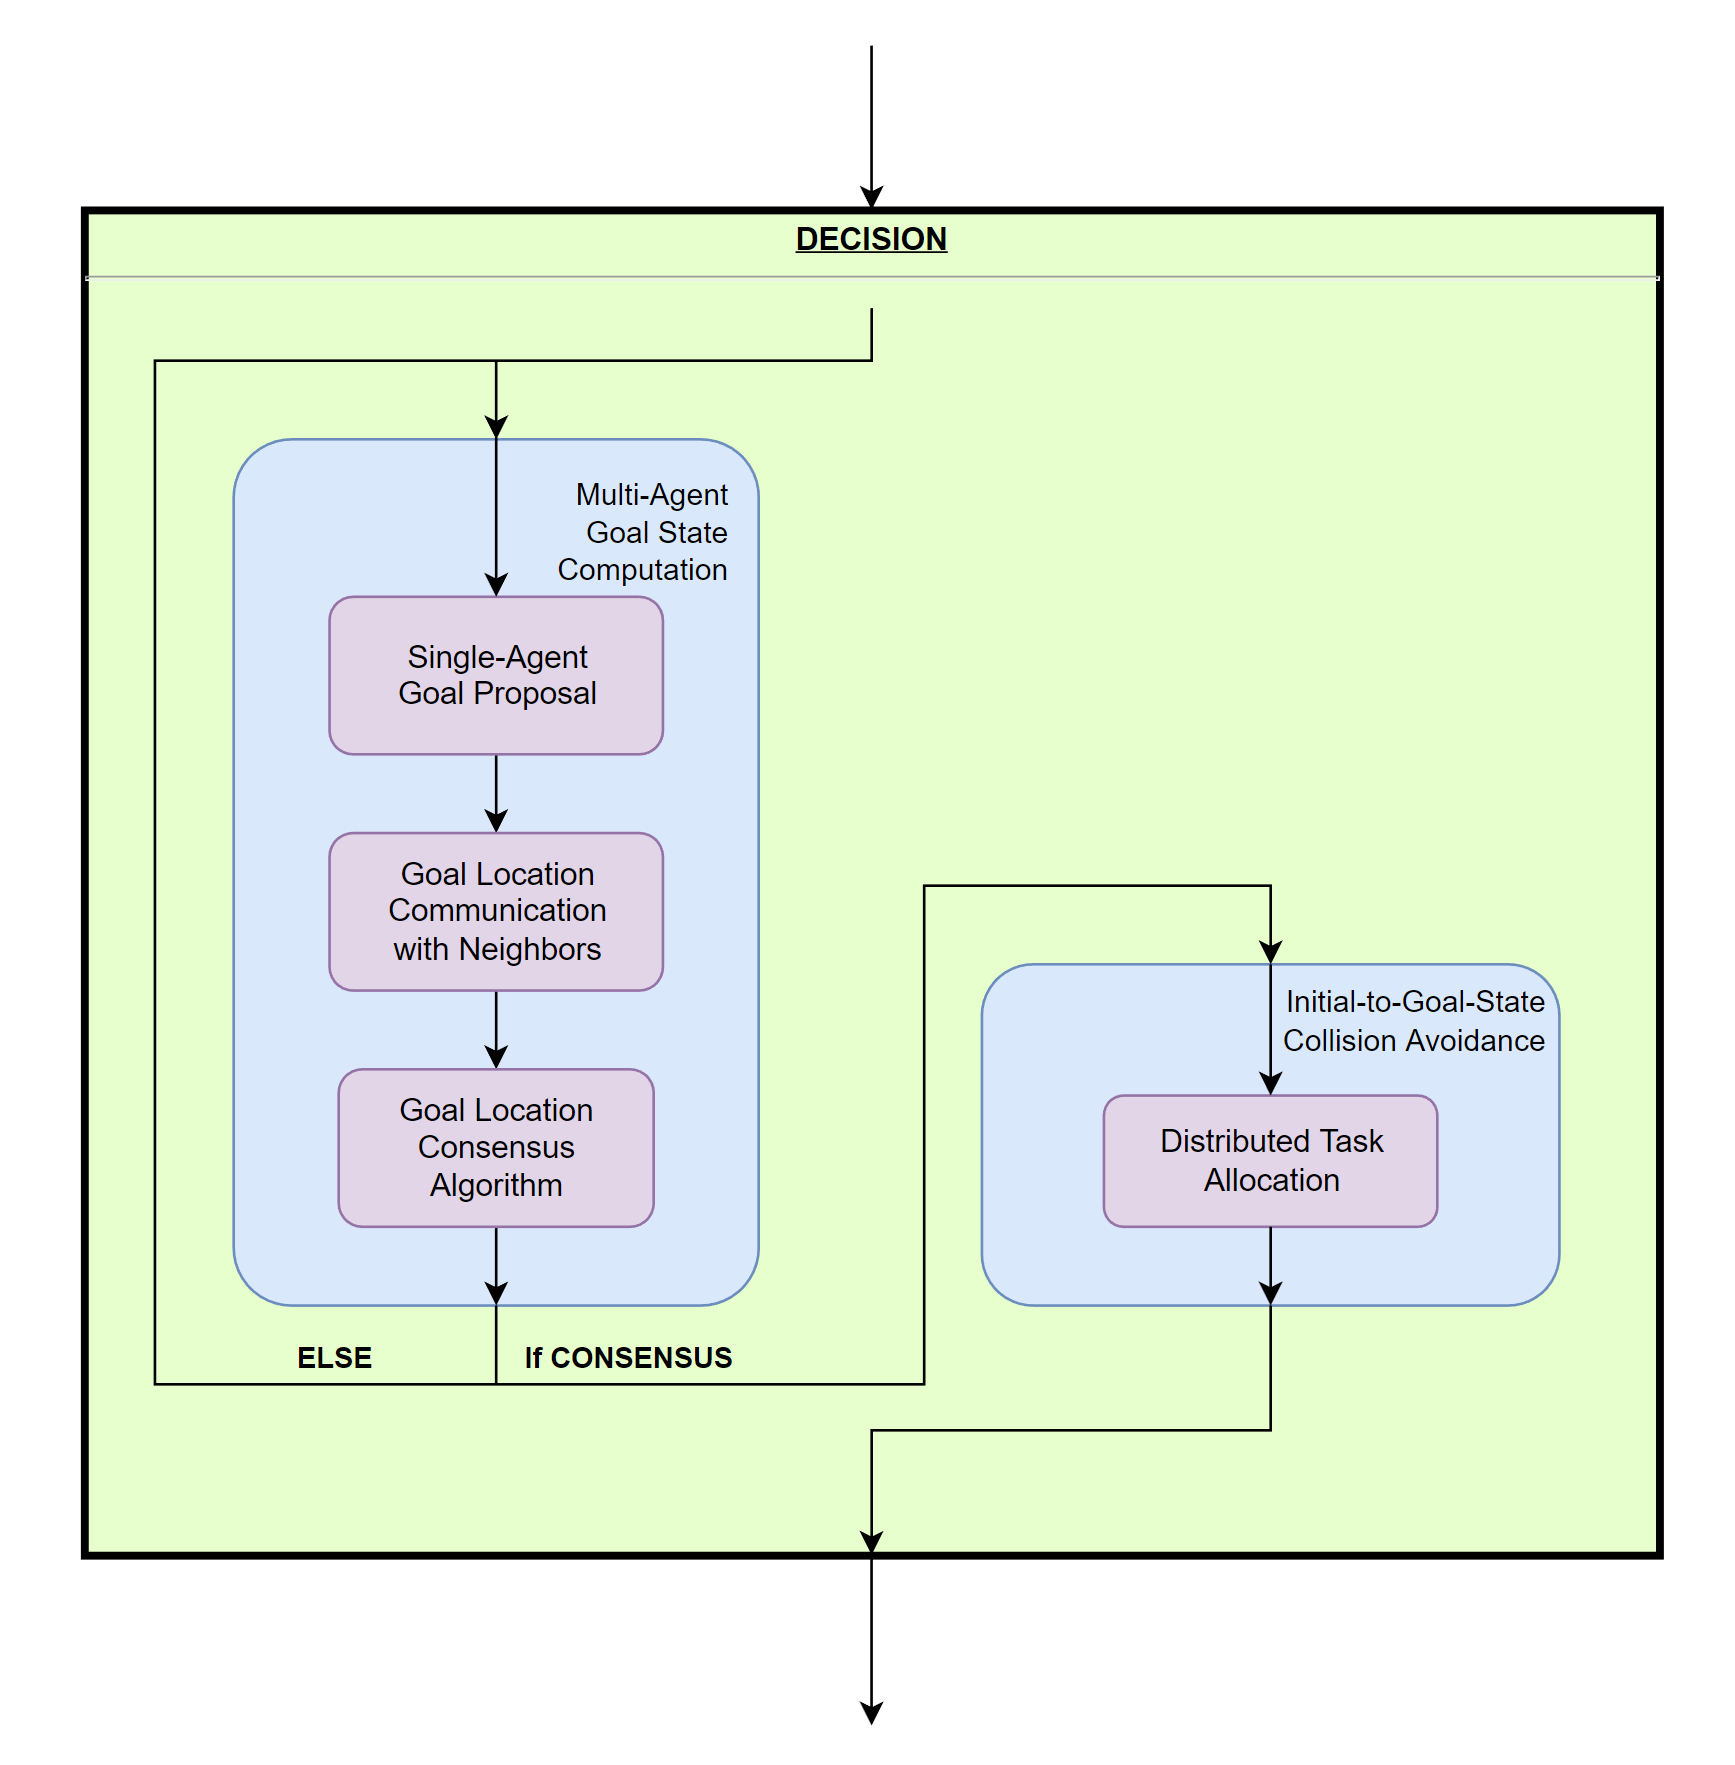 DECISION
Multi-Agent
Goal State
Computation
Single-Agent
Goal Proposal
Goal Location
Communication
with Neighbors
Goal Location
Consensus
Algorithm
ELSE
If CONSENSUS
Initial-to-Goal-State
Collision Avoidance
Distributed Task
Allocation